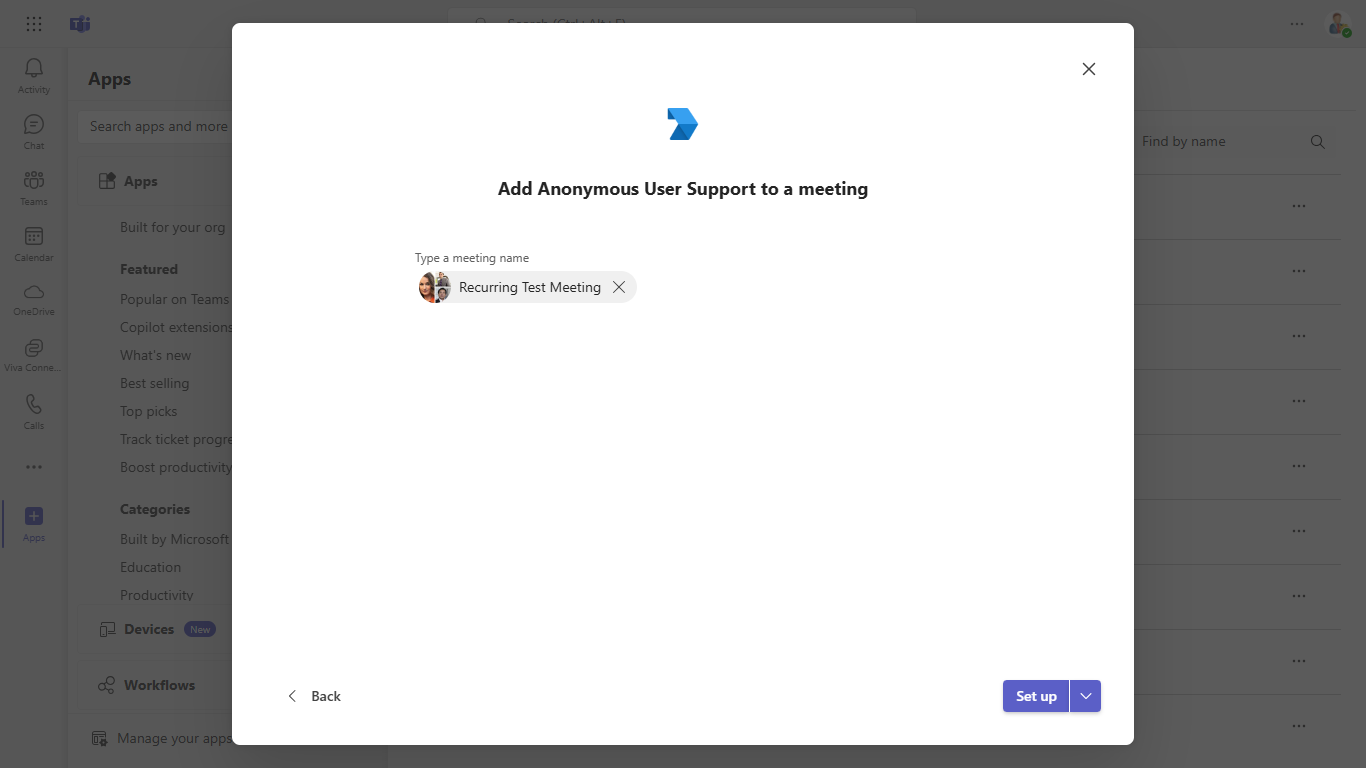 Search (Ctrl+Alt+E)
Activity
Chat
Teams
Calendar
OneDrive
Viva Conne...
Calls
Apps
Apps
Search apps and more
Apps
Built for your org
Featured
Popular on Teams
Copilot extensions
What's new
Best selling
Top picks
Track ticket progre
Boost productivity
Categories
Built by Microsoft
Education
Productivity
Devices New
Workflows
Manage your apps
Add Anonymous User Support to a meeting
Type a meeting name
Recurring Test Meeting
Back
Set up
Find by name